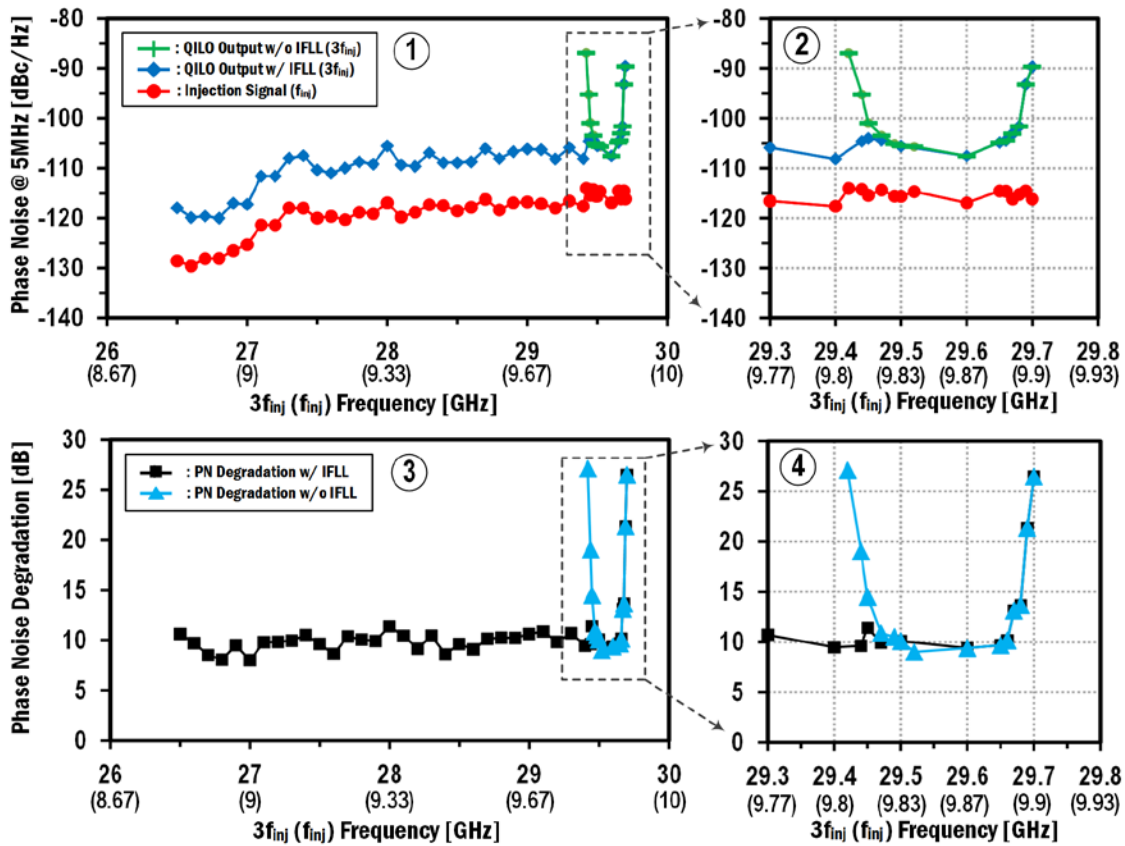 Phase Noise @ 5MHz [dBc/Hz]
-80
-90
-100
-110
-120
-130
-140
: QILO Output w/o IFLL (3finj)
: QILO Output w/ IFLL (3finj)
: Injection Signal (finj)
1
26 27 28 29 30
(8.67) (9) (9.33) (9.67) (10)
3finj (finj) Frequency [GHz]
-80
-90
-100
-110
-120
-130
-140
2
29.3 29.4 29.5 29.6 29.7 29.8
(9.77) (9.8) (9.83) (9.87) (9.9) (9.93)
3finj (finj) Frequency [GHz]
Phase Noise Degradation [dB]
30
25
20
15
10
5
0
: PN Degradation w/ IFLL
: PN Degradation w/o IFLL
3
26 27 28 29 30
(8.67) (9) (9.33) (9.67) (10)
3finj (finj) Frequency [GHz]
30
25
20
15
10
5
0
4
29.3 29.4 29.5 29.6 29.7 29.8
(9.77) (9.8) (9.83) (9.87) (9.9) (9.93)
3finj (finj) Frequency [GHz]